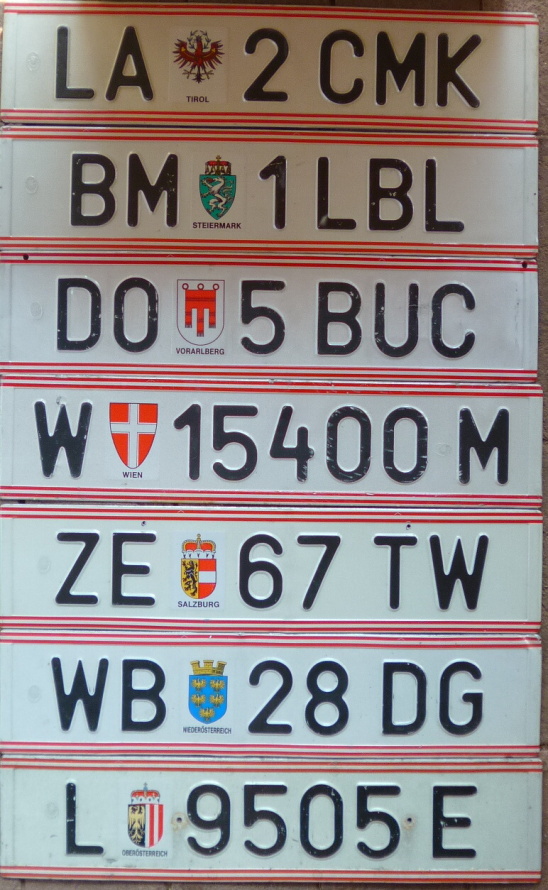 LA 2 CMK
TIROL
BM 1 LBL
STEIERMARK
DO 5 BUC
VORARLBERG
W 15400 M
WIEN
ZE 67 TW
SALZBURG
WB 28 DG
NIEDERÖSTERREICH
L 9505 E
OBERÖSTERREICH